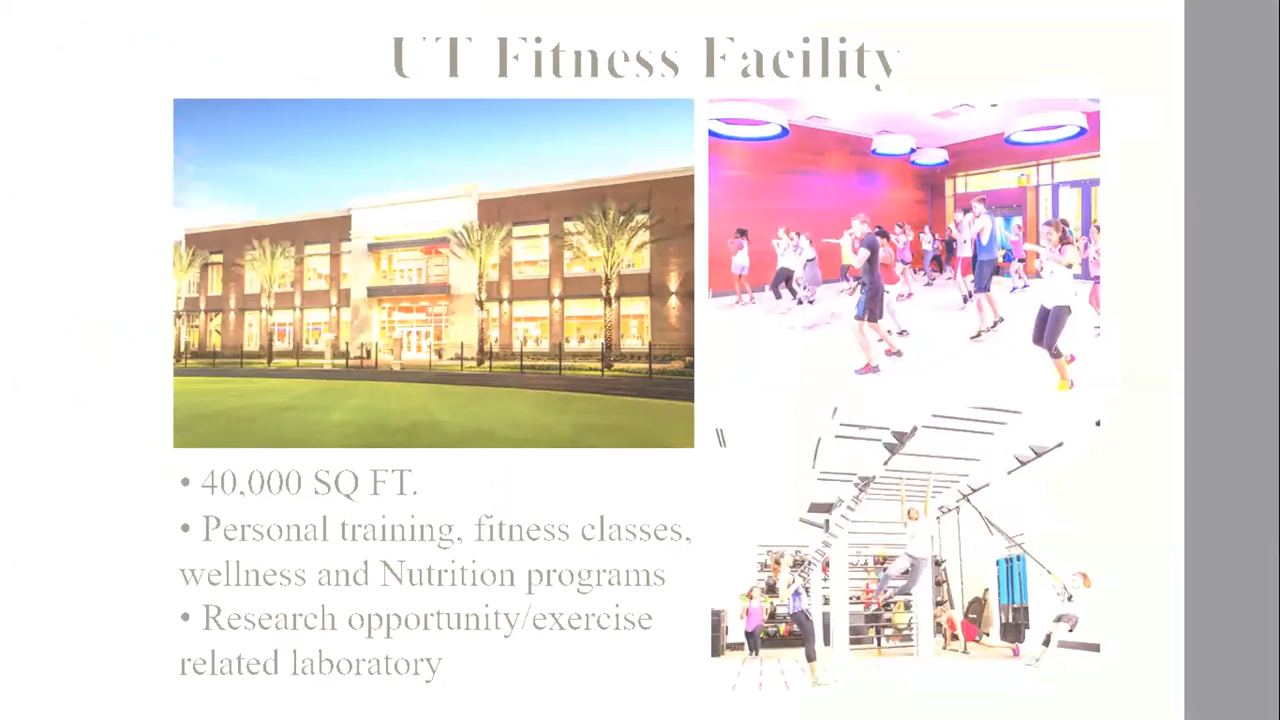 UT Fitness Facility
• 40,000 SQ FT.
• Personal training, fitness classes,
wellness and Nutrition programs
• Research opportunity/exercise
related laboratory